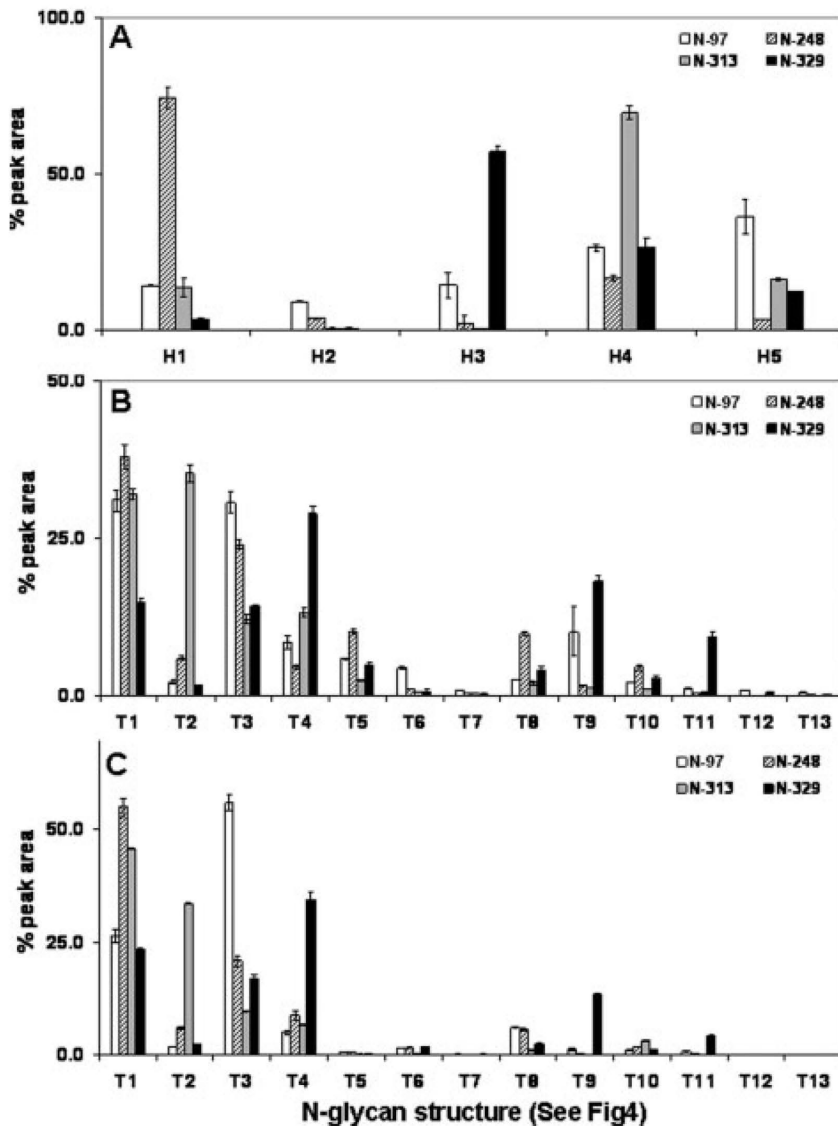 A
100.0
N-97 N-248
N-313 N-329
% peak area
50.0
0.0
H1 H2 H3 H4 H5
B
50.0
N-97 N-248
N-313 N-329
% peak area
25.0
0.0
T1 T2 T3 T4 T5 T6 T7 T8 T9 T10 T11 T12 T13
C
N-97 N-248
N-313 N-329
50.0
% peak area
25.0
0.0
T1 T2 T3 T4 T5 T6 T7 T8 T9 T10 T11 T12 T13
N-glycan structure (See Fig4)